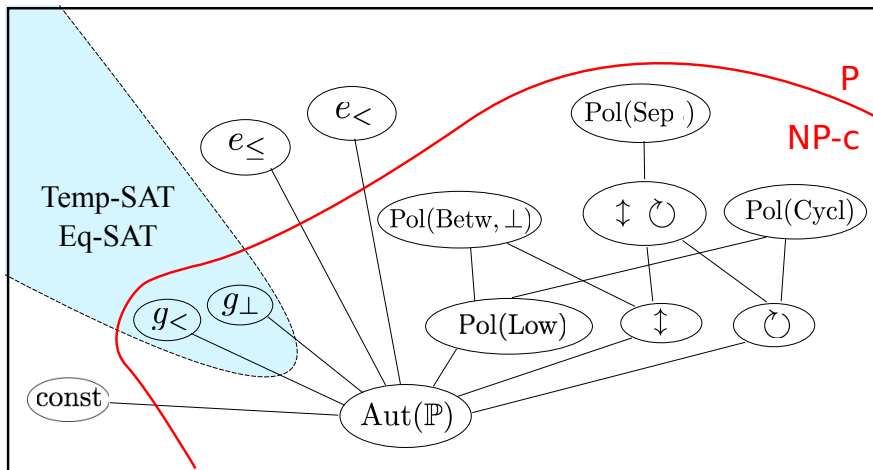 P
NP-c
e<
e≤
Pol(Sep )
Temp-SAT
Eq-SAT
Pol(Betw, ⊥)
↕ ↻
Pol(Cycl)
g<
g⊥
Pol(Low)
↕
↻
const
Aut(ℙ)